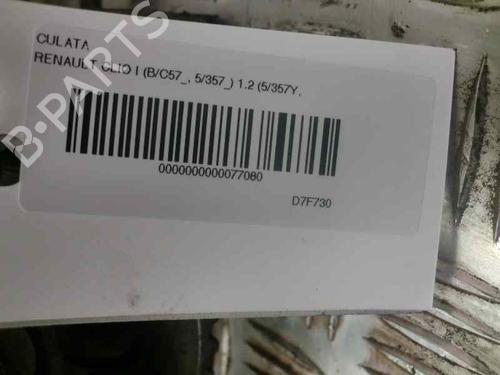 CULATA
RENAULT CLIO I (B/C57_, 5/357_) 1.2 (5/357Y,
0000000000077080
D7F730
B-PARTS